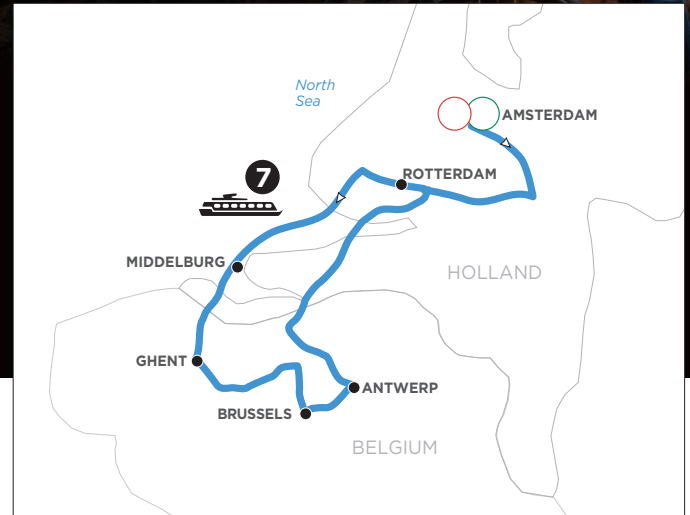 North
Sea
AMSTERDAM
ROTTERDAM
7
MIDDELBURG
HOLLAND
GHENT
ANTWERP
BRUSSELS
BELGIUM